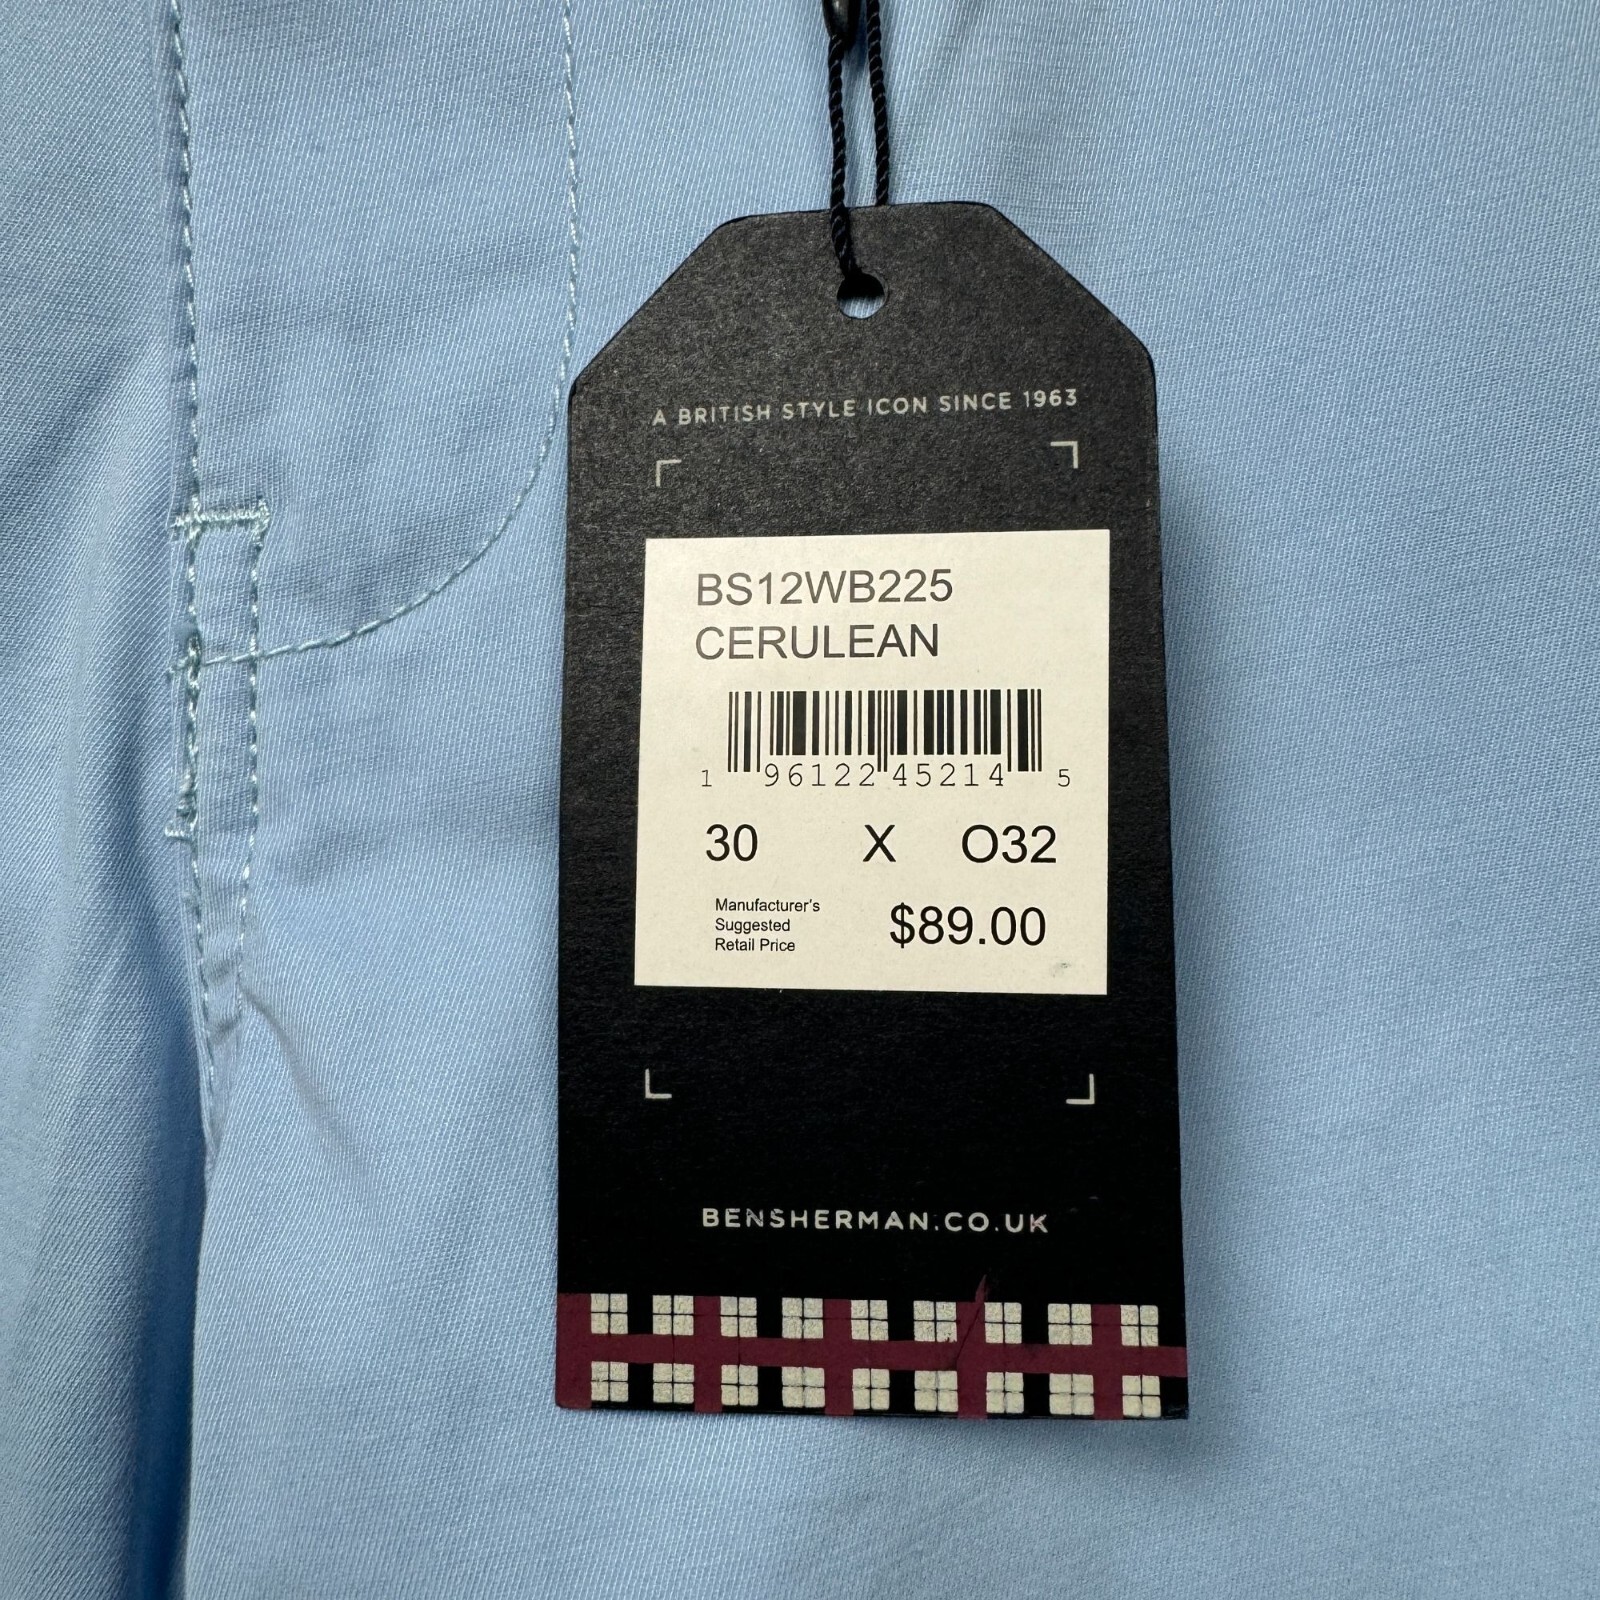 A BRITISH STYLE ICON SINCE 1963
BS12WB225
CERULEAN
1 96122 45214 5
30 X O32
Manufacturer's
Suggested
Retail Price
$89.00
BENSHERMAN.CO.UK